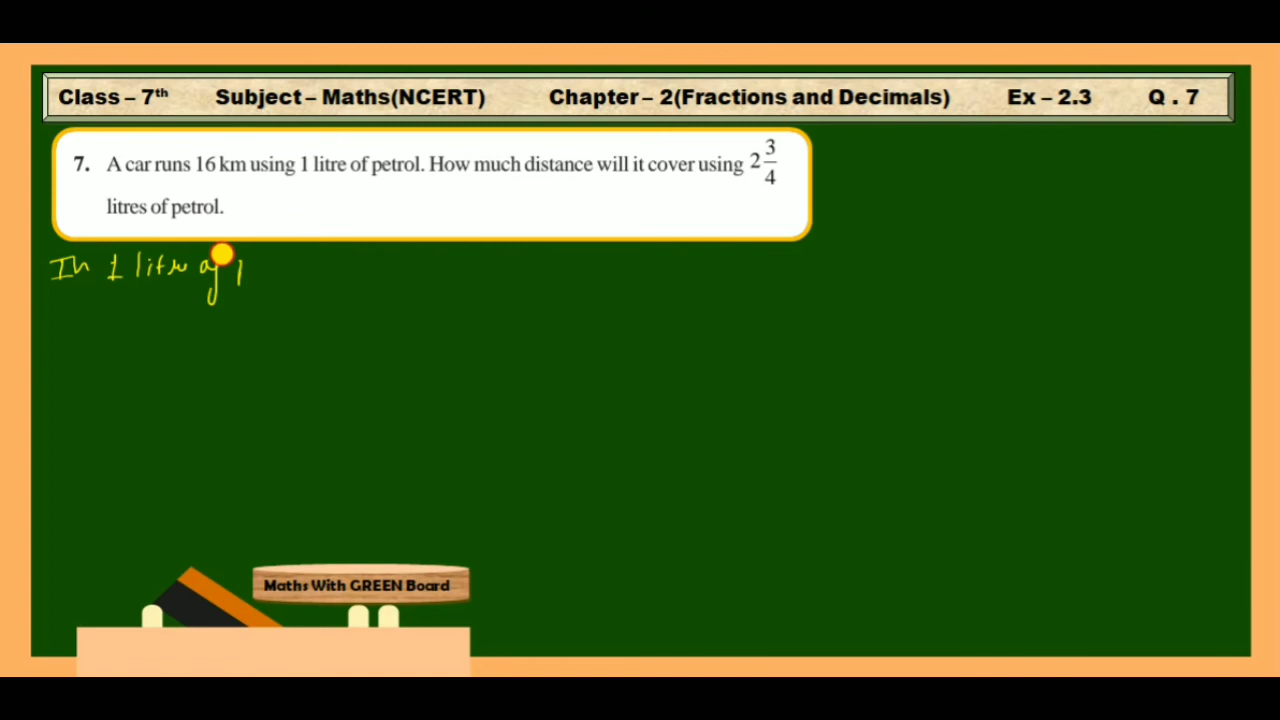 Class – 7th Subject – Maths(NCERT) Chapter – 2(Fractions and Decimals) Ex – 2.3 Q . 7
7. A car runs 16 km using 1 litre of petrol. How much distance will it cover using 2 3/4
litres of petrol.
In 1 litre of
Maths With GREEN Board